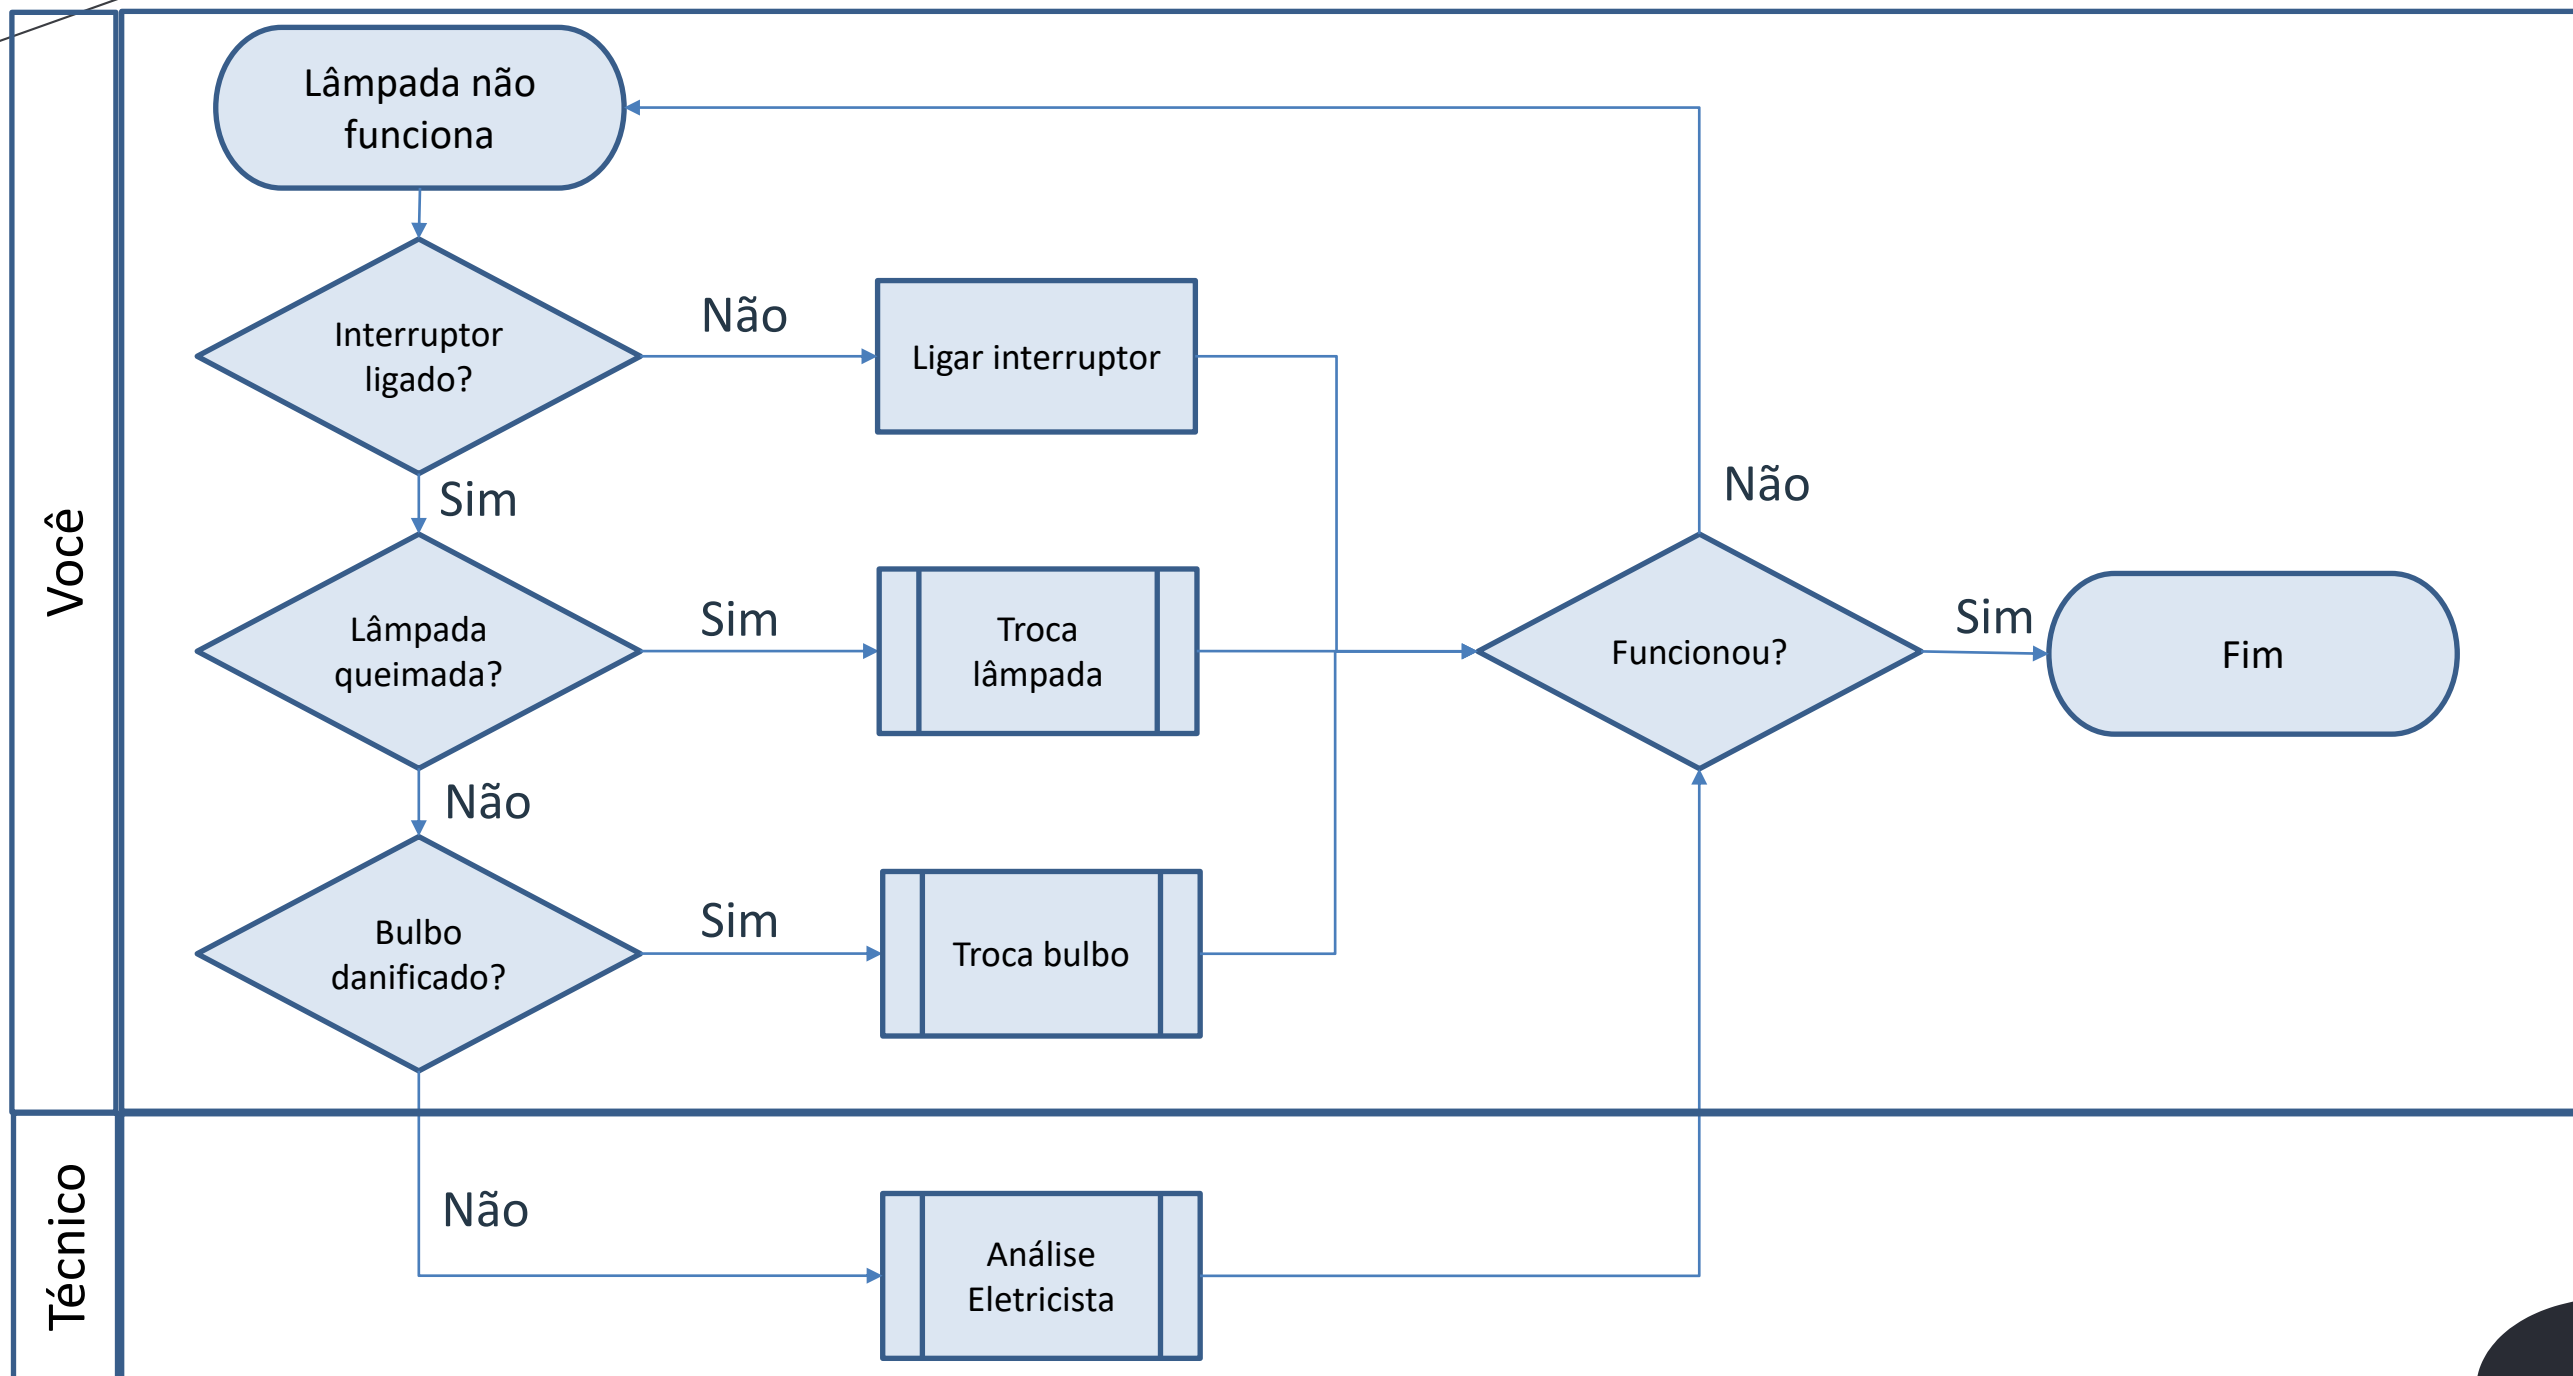 Você
Lâmpada não
funciona
Interruptor
ligado?
Não
Ligar interruptor
Sim
Lâmpada
queimada?
Sim
Troca
lâmpada
Não
Bulbo
danificado?
Sim
Troca bulbo
Não
Funcionou?
Sim
Fim
Técnico
Não
Análise
Eletricista